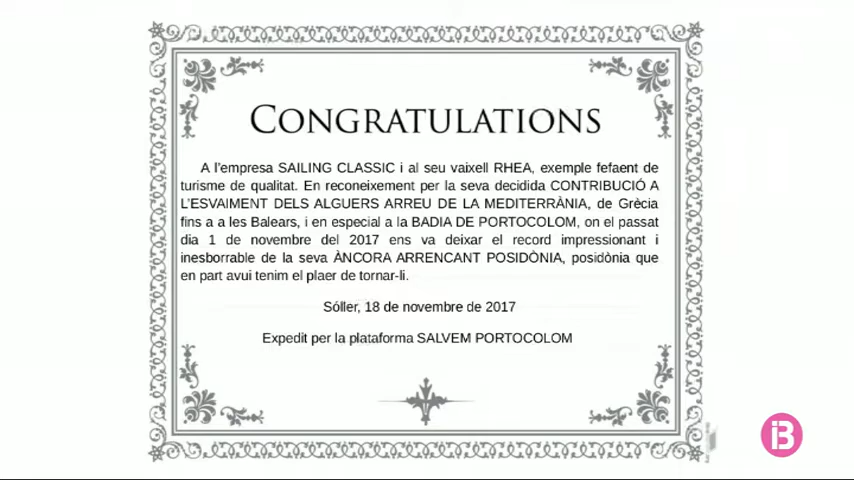 CONGRATULATIONS
A l'empresa SAILING CLASSIC i al seu vaixell RHEA, exemple fefaent de
turisme de qualitat. En reconeixement per la seva decidida CONTRIBUCIÓ A
L'ESVAIMENT DELS ALGUERS ARREU DE LA MEDITERRÀNIA, de Grècia
fins a a les Balears, i en especial a la BADIA DE PORTOCOLOM, on el passat
dia 1 de novembre del 2017 ens va deixar el record impressionant i
inesborrable de la seva ÀNCORA ARRENCANT POSIDÒNIA, posidònia que
en part avui tenim el plaer de tornar-li.
Sóller, 18 de novembre de 2017
Expedit per la plataforma SALVEM PORTOCOLOM
IB